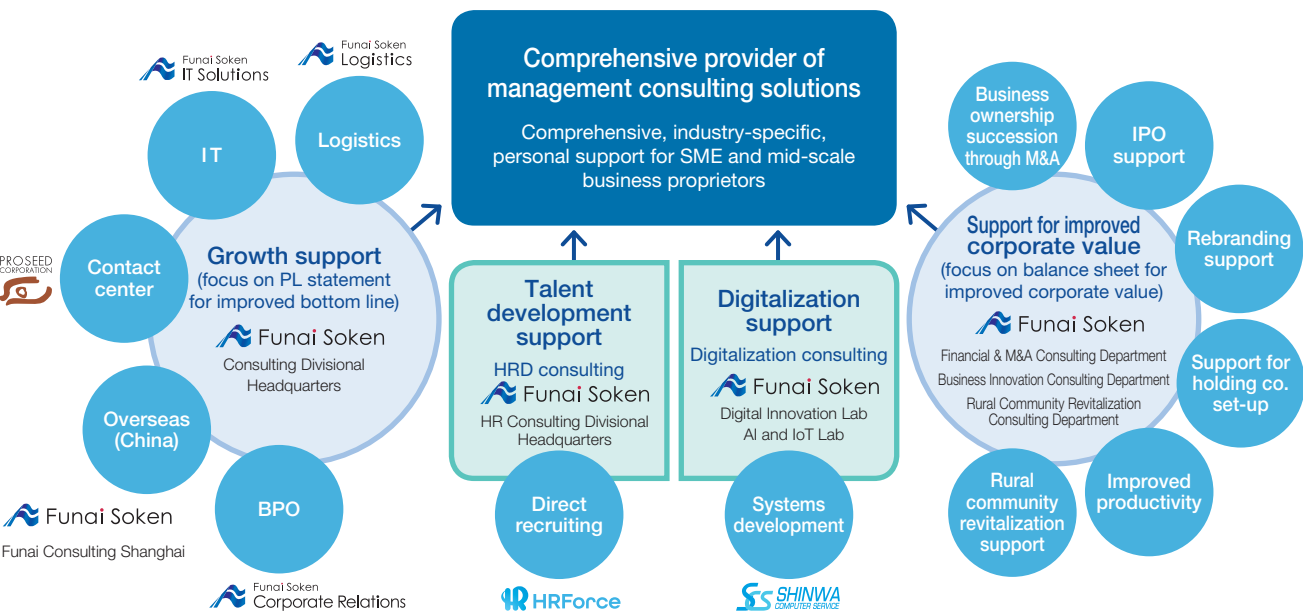 Comprehensive provider of
management consulting solutions
Comprehensive, industry-specific,
personal support for SME and mid-scale
business proprietors
Funai Soken
IT Solutions
Funai Soken
Logistics
IT
Logistics
PROSEED
CORPORATION
Contact
center
Overseas
(China)
Funai Soken
Funai Consulting Shanghai
BPO
Funai Soken
Corporate Relations
Growth support
(focus on PL statement
for improved bottom line)
Funai Soken
Consulting Divisional
Headquarters
Talent
development
support
HRD consulting
Funai Soken
HR Consulting Divisional
Headquarters
Direct
recruiting
HRForce
Digitalization
support
Digitalization consulting
Funai Soken
Digital Innovation Lab
AI and IoT Lab
Systems
development
SCS SHINWA
COMPUTER SERVICE
Support for improved
corporate value
(focus on balance sheet for
improved corporate value)
Funai Soken
Financial & M&A Consulting Department
Business Innovation Consulting Department
Rural Community Revitalization
Consulting Department
Business
ownership
succession
through M&A
IPO
support
Rebranding
support
Support for
holding co.
set-up
Improved
productivity
Rural
community
revitalization
support